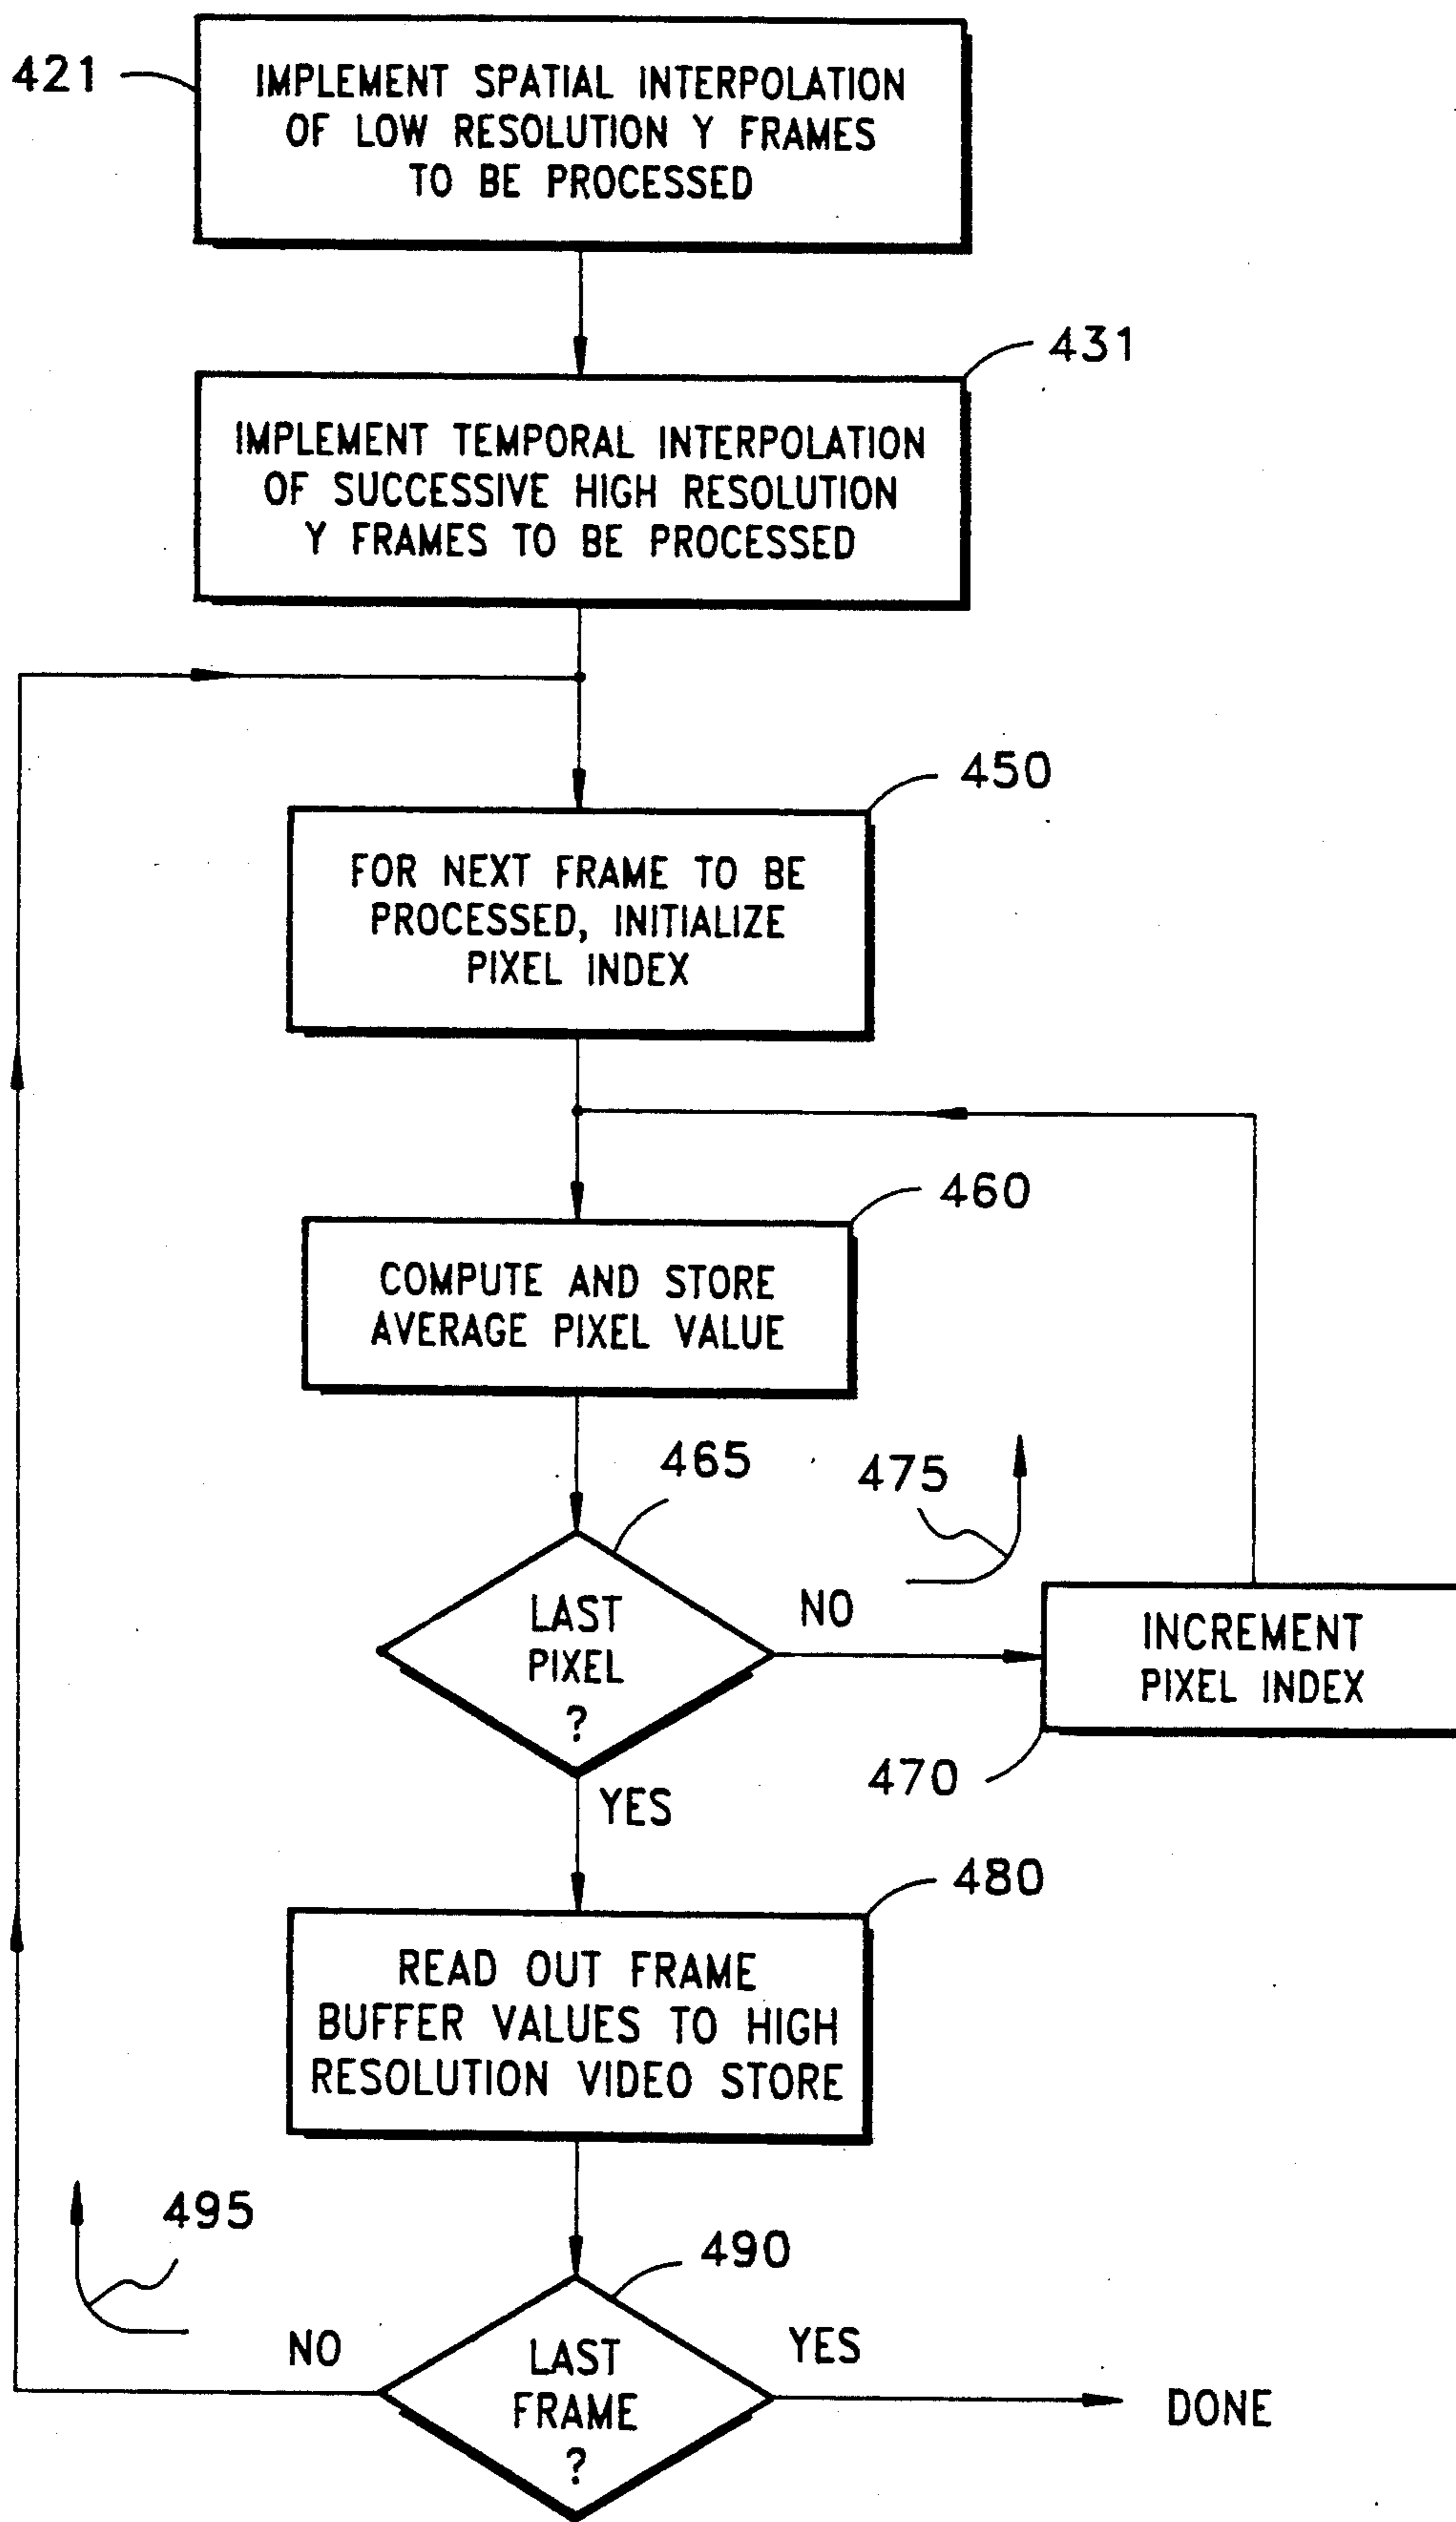 421
IMPLEMENT SPATIAL INTERPOLATION
OF LOW RESOLUTION Y FRAMES
TO BE PROCESSED
431
IMPLEMENT TEMPORAL INTERPOLATION
OF SUCCESSIVE HIGH RESOLUTION
Y FRAMES TO BE PROCESSED
450
FOR NEXT FRAME TO BE
PROCESSED, INITIALIZE
PIXEL INDEX
460
COMPUTE AND STORE
AVERAGE PIXEL VALUE
465
475
LAST
PIXEL
?
NO
INCREMENT
PIXEL INDEX
470
YES
480
READ OUT FRAME
BUFFER VALUES TO HIGH
RESOLUTION VIDEO STORE
495
490
NO
LAST
FRAME
?
YES
DONE